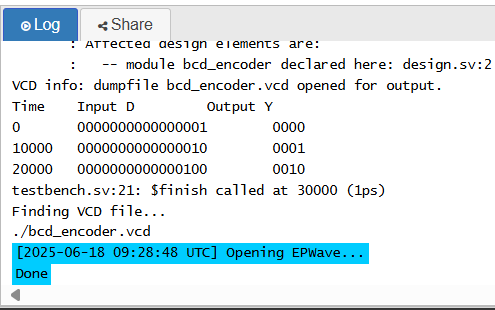 Log
Share
: Affected design elements are:
: -- module bcd_encoder declared here: design.sv:2
VCD info: dumpfile bcd_encoder.vcd opened for output.
Time Input D Output Y
0 0000000000000001 0000
10000 0000000000000010 0001
20000 0000000000000100 0010
testbench.sv:21: $finish called at 30000 (1ps)
Finding VCD file...
./bcd_encoder.vcd
[2025-06-18 09:28:48 UTC] Opening EPWave...
Done